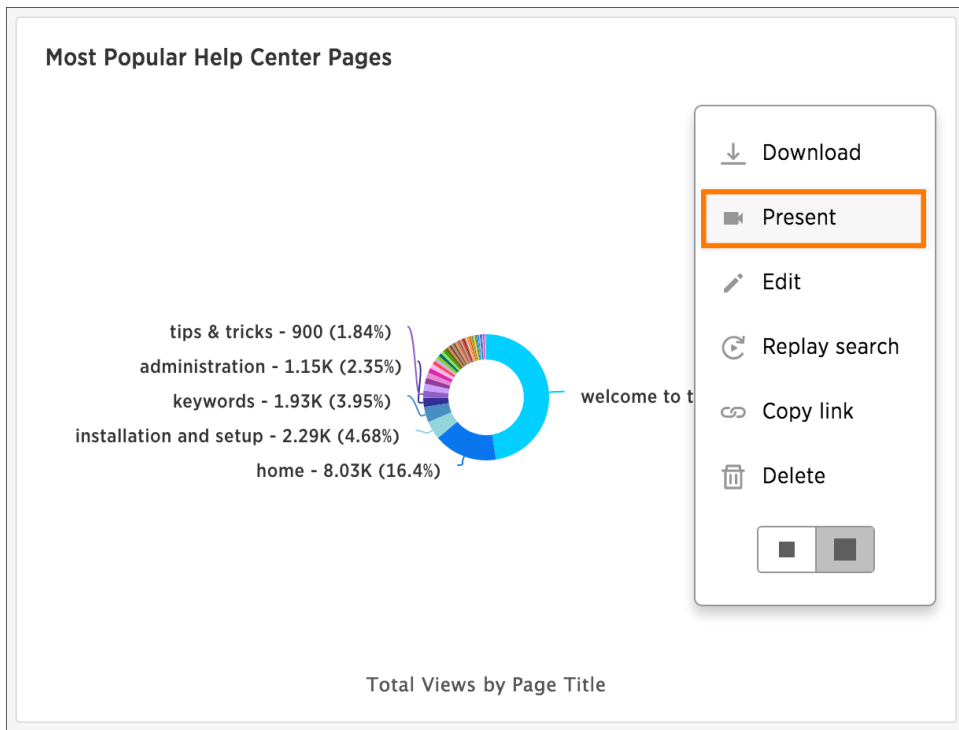 Most Popular Help Center Pages
Download
Present
Edit
Replay search
Copy link
Delete
tips & tricks - 900 (1.84%)
administration - 1.15K (2.35%)
keywords - 1.93K (3.95%)
installation and setup - 2.29K (4.68%)
home - 8.03K (16.4%)
welcome to t
Total Views by Page Title